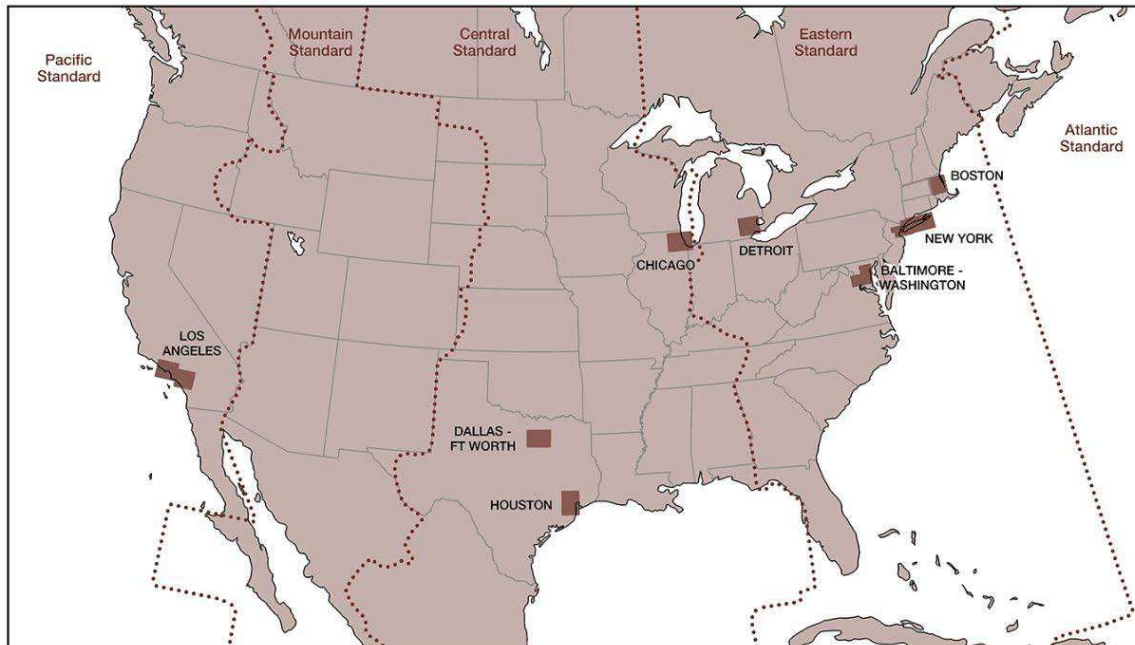 Pacific
Standard
Mountain
Standard
Central
Standard
Eastern
Standard
Atlantic
Standard
BOSTON
NEW YORK
DETROIT
CHICAGO
BALTIMORE -
WASHINGTON
LOS
ANGELES
DALLAS -
FT WORTH
HOUSTON